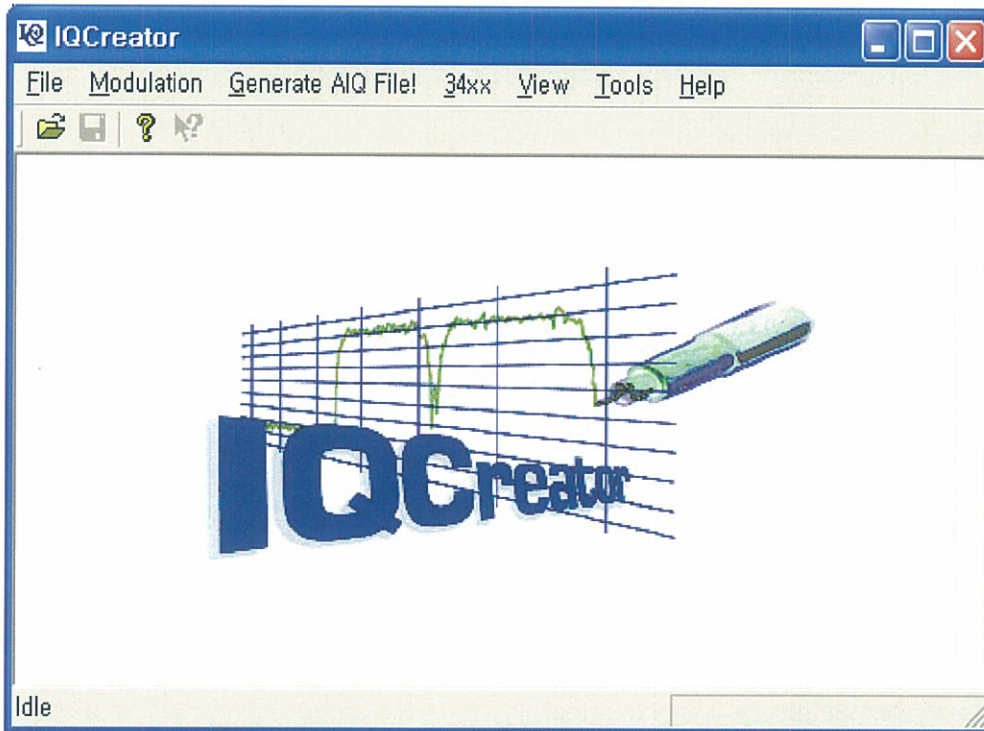 IQCreator
File Modulation Generate AIQ File! 34xx View Tools Help
IQCreator
Idle